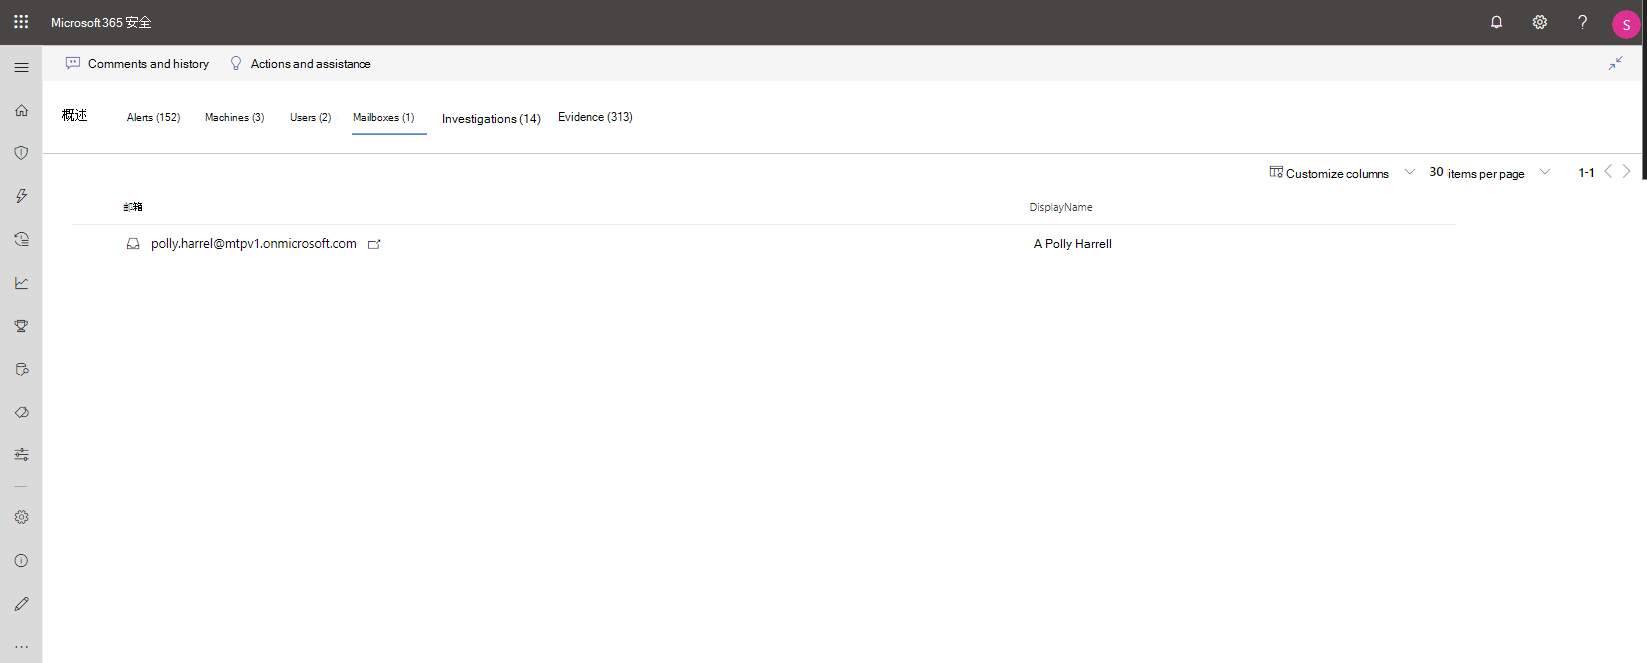 Microsoft 365 安全
S
Comments and history
Actions and assistance
概述
Alerts (152)
Machines (3)
Users (2)
Mailboxes (1)
Investigations (14)
Evidence (313)
Customize columns
30 items per page
1-1
邮箱
DisplayName
polly.harrel@mtpv1.onmicrosoft.com
A Polly Harrell